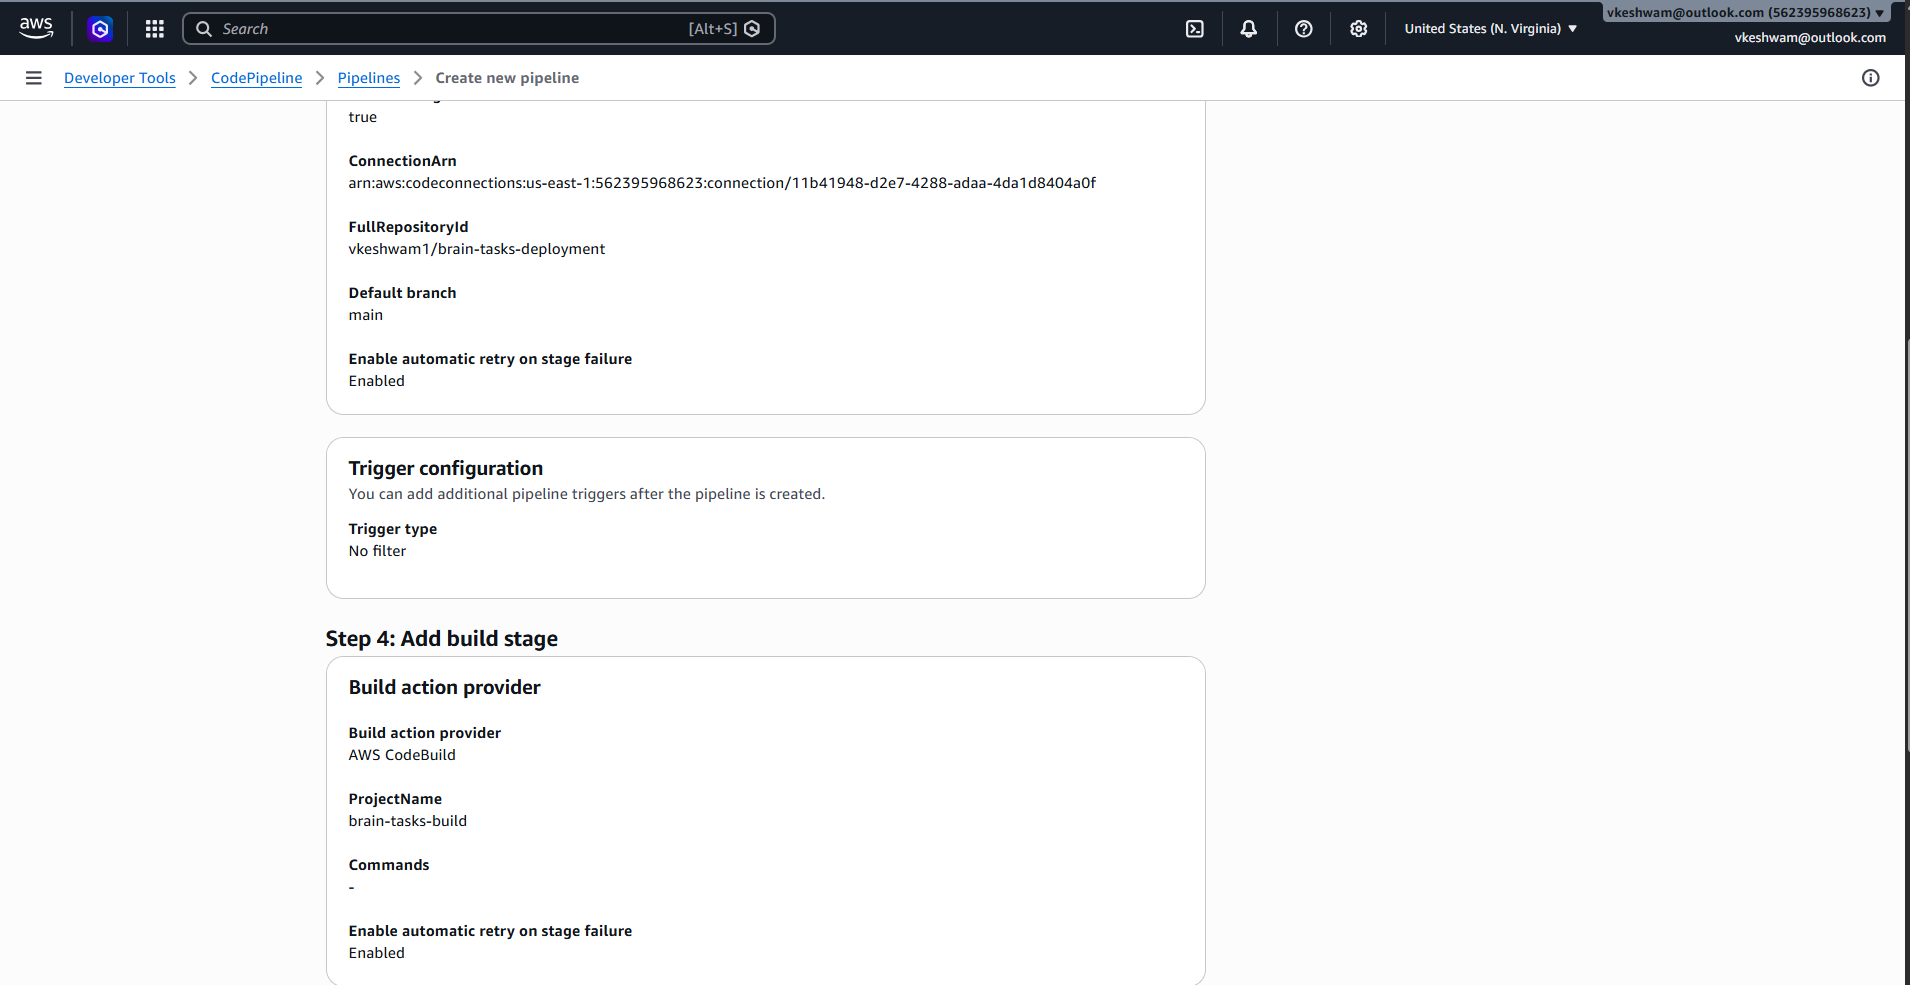 aws
Search
[Alt+S]
United States (N. Virginia)
vkeshwam@outlook.com (562395968623)
vkeshwam@outlook.com
Developer Tools
CodePipeline
Pipelines
Create new pipeline
true
ConnectionArn
arn:aws:codeconnections:us-east-1:562395968623:connection/11b41948-d2e7-4288-adaa-4da1d8404a0f
FullRepositoryId
vkeshwam1/brain-tasks-deployment
Default branch
main
Enable automatic retry on stage failure
Enabled
Trigger configuration
You can add additional pipeline triggers after the pipeline is created.
Trigger type
No filter
Step 4: Add build stage
Build action provider
Build action provider
AWS CodeBuild
ProjectName
brain-tasks-build
Commands
-
Enable automatic retry on stage failure
Enabled